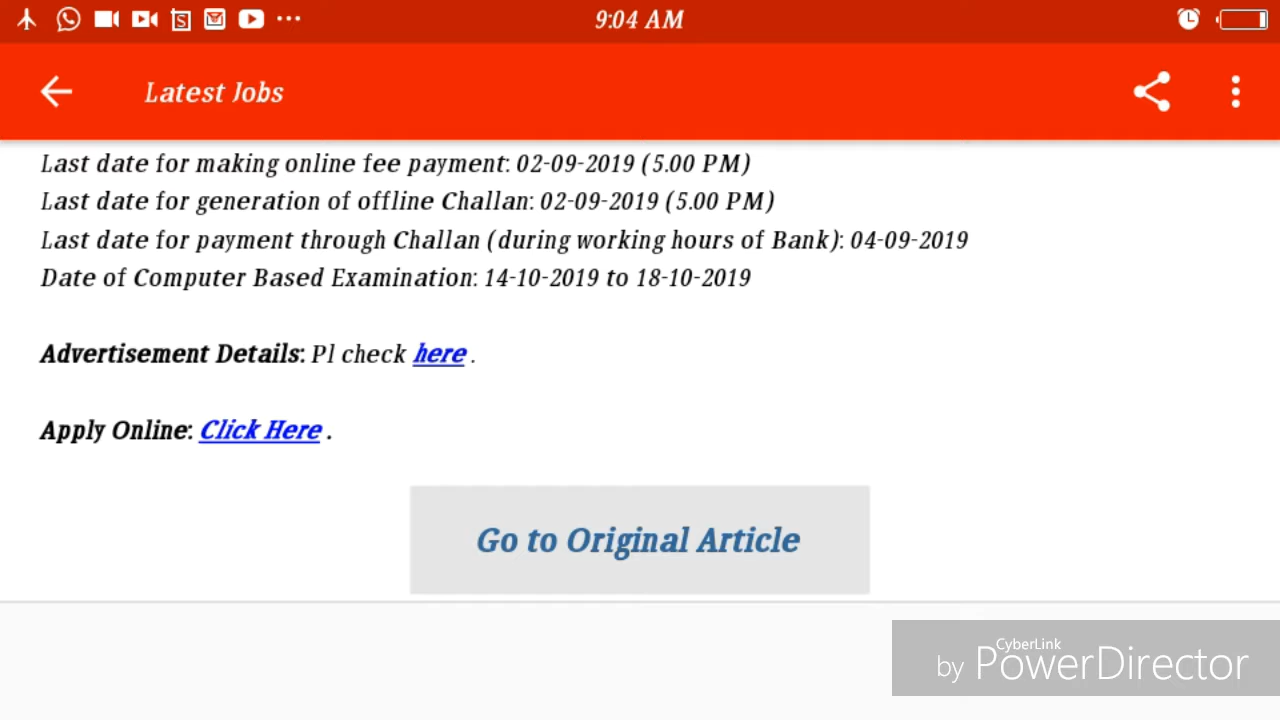 9:04 AM
Latest Jobs
Last date for making online fee payment: 02-09-2019 (5.00 PM)
Last date for generation of offline Challan: 02-09-2019 (5.00 PM)
Last date for payment through Challan (during working hours of Bank): 04-09-2019
Date of Computer Based Examination: 14-10-2019 to 18-10-2019
Advertisement Details: Pl check here .
Apply Online: Click Here .
Go to Original Article
CyberLink
by PowerDirector